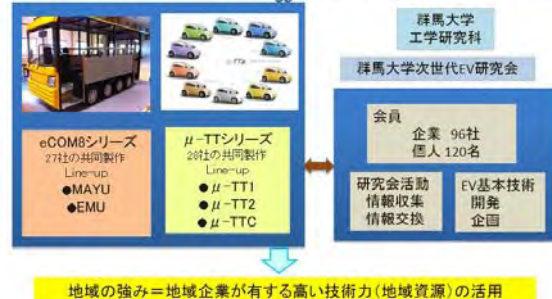 群馬大学
工学研究科
群馬大学次世代EV研究会
eCOM8シリーズ
27社の共同製作
Line-up
●MAYU
●EMU
μ-TTシリーズ
28社の共同製作
Line-up
●μ-TT1
●μ-TT2
●μ-TTC
会員
企業 96社
個人 120名
研究会活動
情報収集
情報交換
EV基本技術
開発
企画
地域の強み=地域企業が有する高い技術力(地域資源)の活用